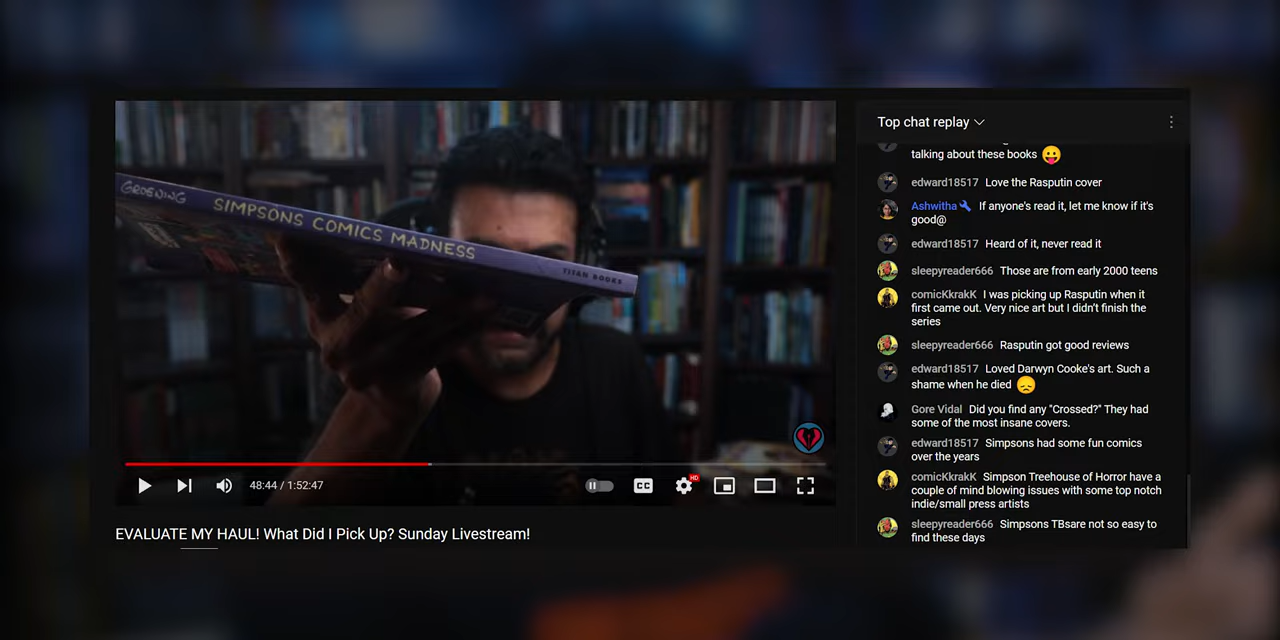 GROENING SIMPSONS COMICS MADNESS TITAN BOOKS
48:44 / 1:52:47
CC
HD
EVALUATE MY HAUL! What Did I Pick Up? Sunday Livestream!
Top chat replay
talking about these books 😛
edward18517 Love the Rasputin cover
Ashwitha If anyone's read it, let me know if it's
good@
edward18517 Heard of it, never read it
sleepyreader666 Those are from early 2000 teens
comicKkrakK I was picking up Rasputin when it
first came out. Very nice art but I didn't finish the
series
sleepyreader666 Rasputin got good reviews
edward18517 Loved Darwyn Cooke's art. Such a
shame when he died 😞
Gore Vidal Did you find any "Crossed?" They had
some of the most insane covers.
edward18517 Simpsons had some fun comics
over the years
comicKkrakK Simpson Treehouse of Horror have a
couple of mind blowing issues with some top notch
indie/small press artists
sleepyreader666 Simpsons TBsare not so easy to
find these days